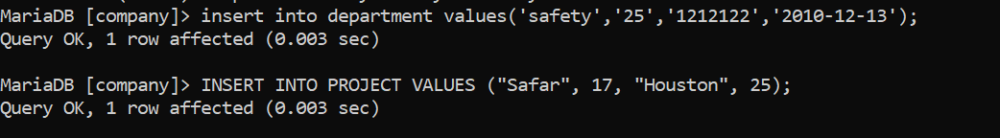 MariaDB [company]> insert into department values('safety','25','1212122','2010-12-13');
Query OK, 1 row affected (0.003 sec)
MariaDB [company]> INSERT INTO PROJECT VALUES ("Safar", 17, "Houston", 25);
Query OK, 1 row affected (0.003 sec)